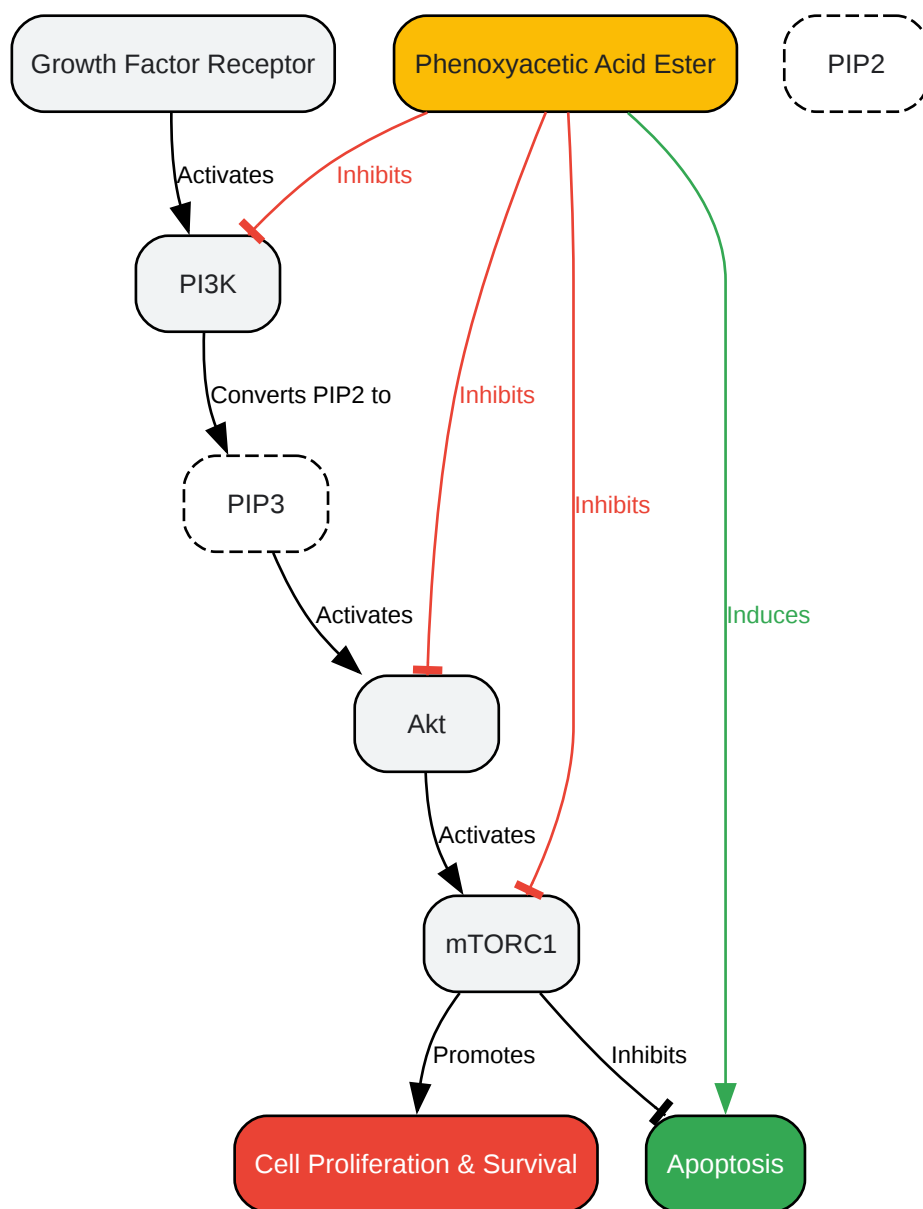 Growth Factor Receptor
Phenoxyacetic Acid Ester
PIP2
Activates
Inhibits
PI3K
Converts PIP2 to
Inhibits
PIP3
Inhibits
Activates
Induces
Akt
Activates
mTORC1
Promotes
Inhibits
Cell Proliferation & Survival
Apoptosis